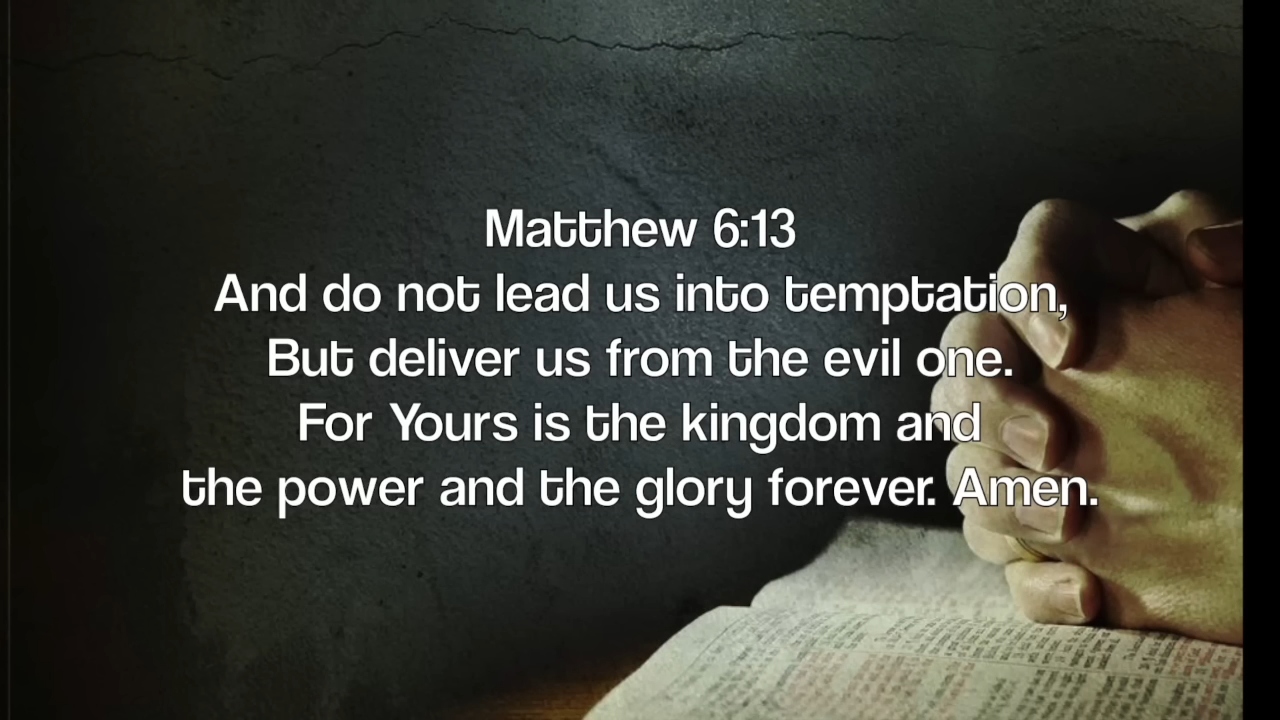 Matthew 6:13
And do not lead us into temptation,
But deliver us from the evil one.
For Yours is the kingdom and
the power and the glory forever. Amen.